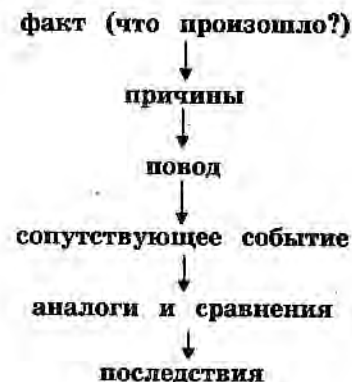 факт (что произошло?)
причины
повод
сопутствующее событие
аналоги и сравнения
последствия